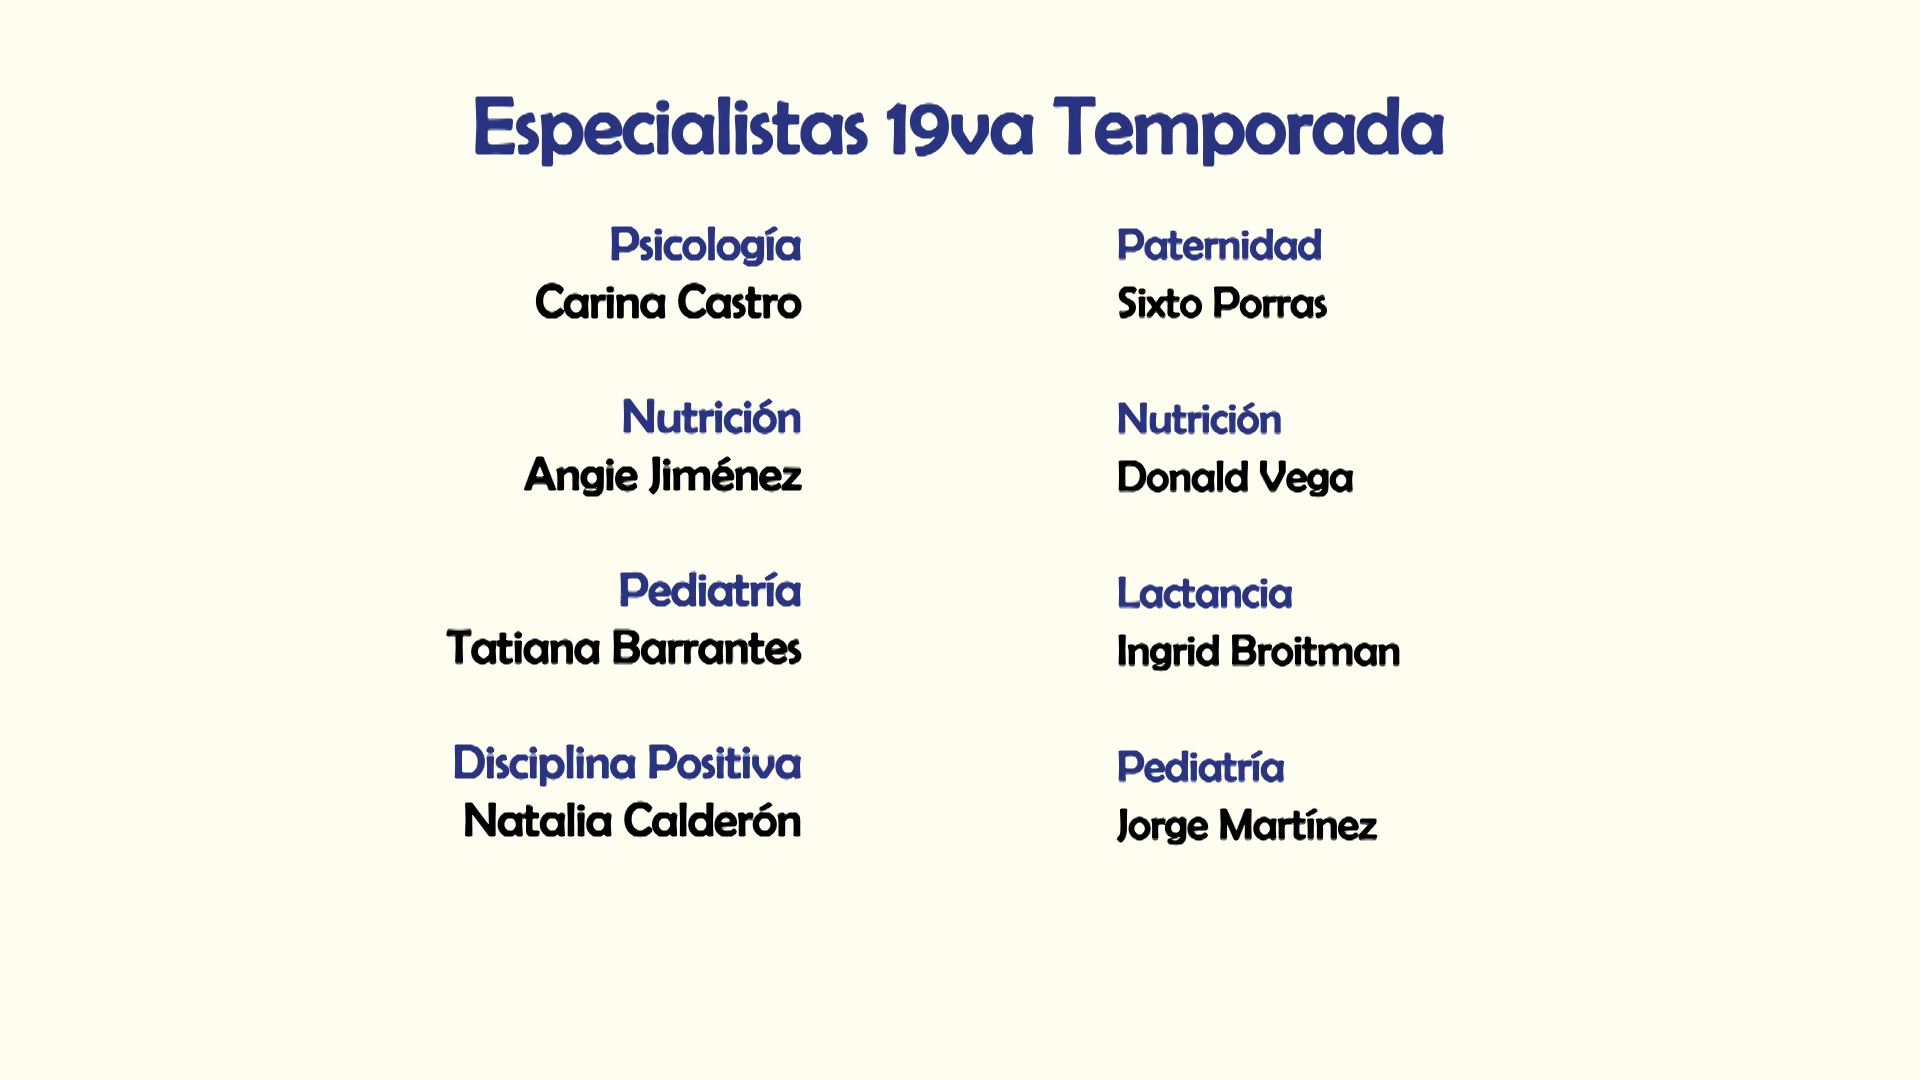 Especialistas 19va Temporada
Psicología
Carina Castro
Nutrición
Angie Jiménez
Pediatría
Tatiana Barrantes
Disciplina Positiva
Natalia Calderón
Paternidad
Sixto Porras
Nutrición
Donald Vega
Lactancia
Ingrid Broitman
Pediatría
Jorge Martínez